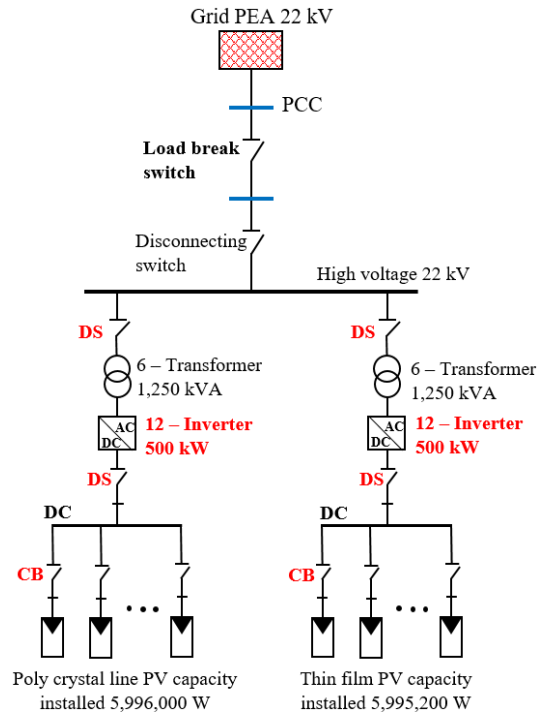 Grid PEA 22 kV
PCC
Load break
switch
Disconnecting
switch
High voltage 22 kV
DS
DS
6 – Transformer
1,250 kVA
6 – Transformer
1,250 kVA
AC
DC
12 – Inverter
500 kW
AC
DC
12 – Inverter
500 kW
DS
DS
DC
DC
CB
CB
Poly crystal line PV capacity
installed 5,996,000 W
Thin film PV capacity
installed 5,995,200 W